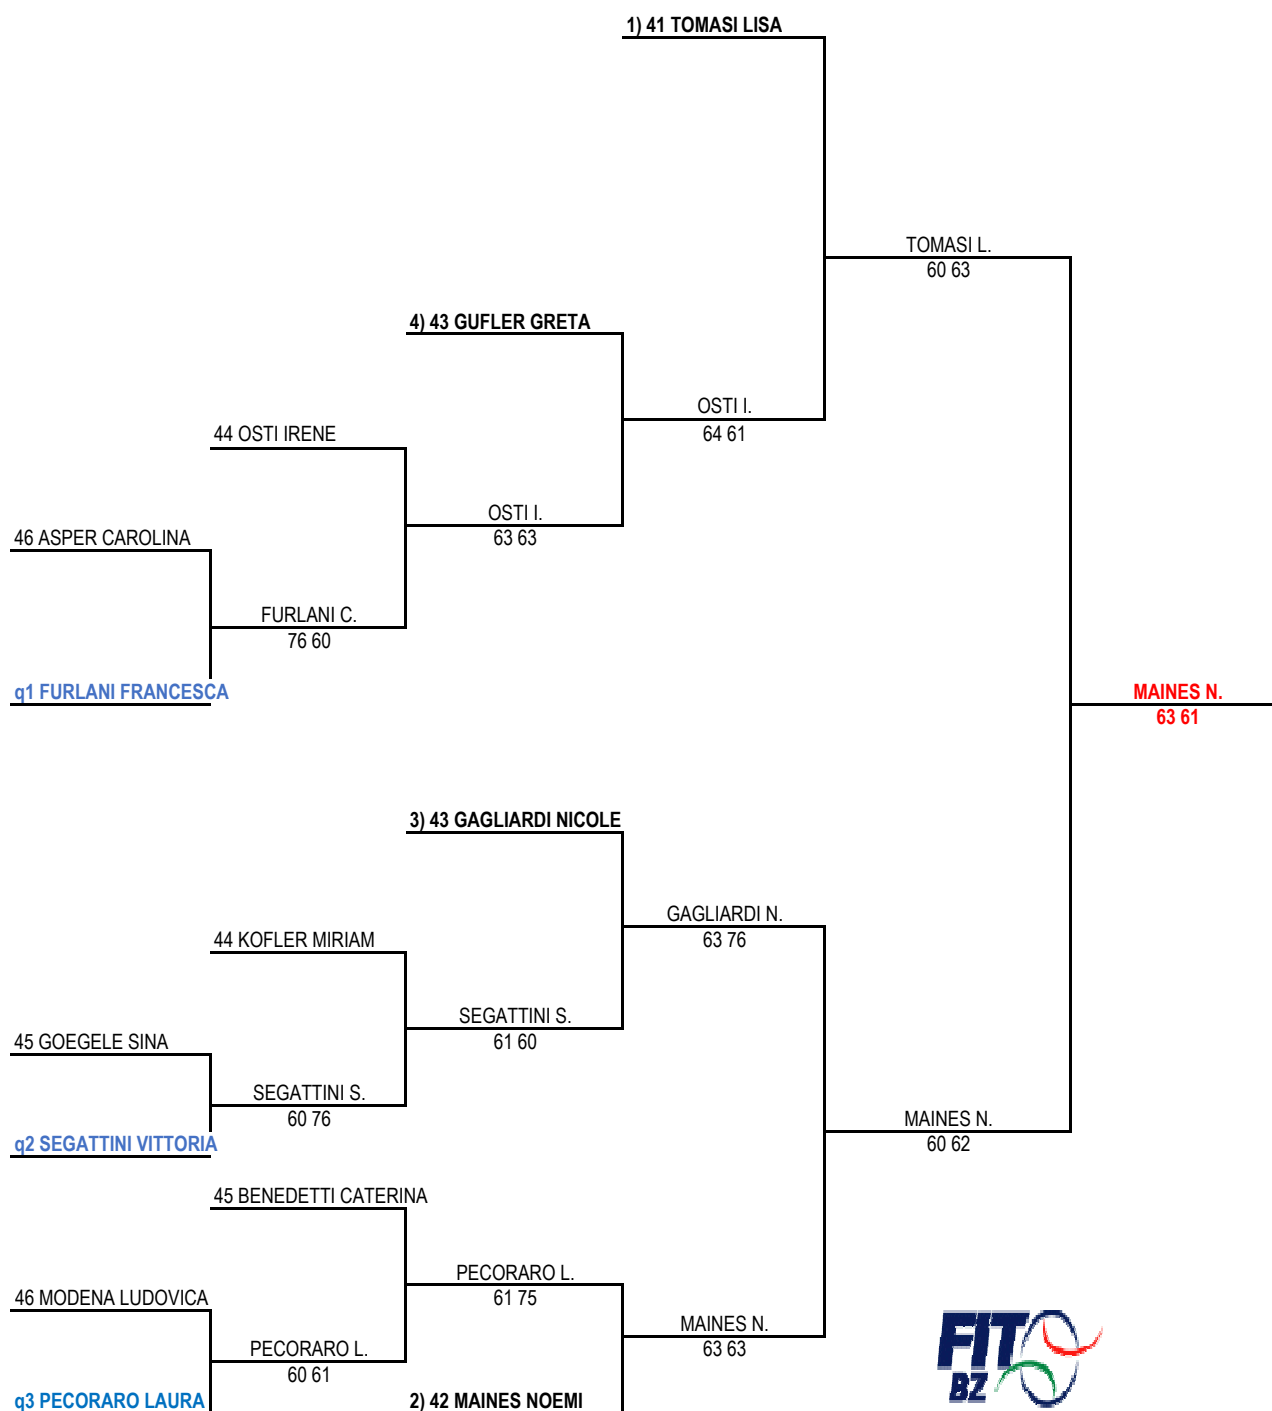 1) 41 TOMASI LISA
TOMASI L.
60 63
4) 43 GUFLER GRETA
OSTI I.
64 61
44 OSTI IRENE
OSTI I.
63 63
46 ASPER CAROLINA
FURLANI C.
76 60
q1 FURLANI FRANCESCA
MAINES N.
63 61
3) 43 GAGLIARDI NICOLE
GAGLIARDI N.
63 76
44 KOFLER MIRIAM
SEGATTINI S.
61 60
45 GOEGELE SINA
SEGATTINI S.
60 76
MAINES N.
60 62
q2 SEGATTINI VITTORIA
45 BENEDETTI CATERINA
PECORARO L.
61 75
46 MODENA LUDOVICA
MAINES N.
63 63
PECORARO L.
60 61
q3 PECORARO LAURA
2) 42 MAINES NOEMI
FIT
BZ